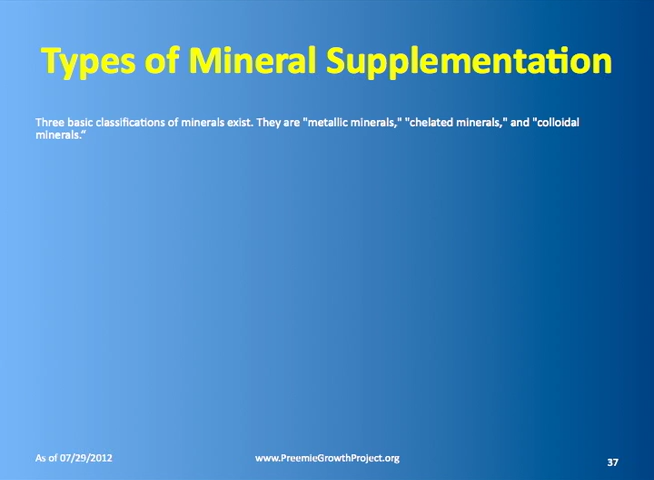 Types of Mineral Supplementation
Three basic classifications of minerals exist. They are "metallic minerals," "chelated minerals," and "colloidal
minerals.”
As of 07/29/2012
www.PreemieGrowthProject.org
37